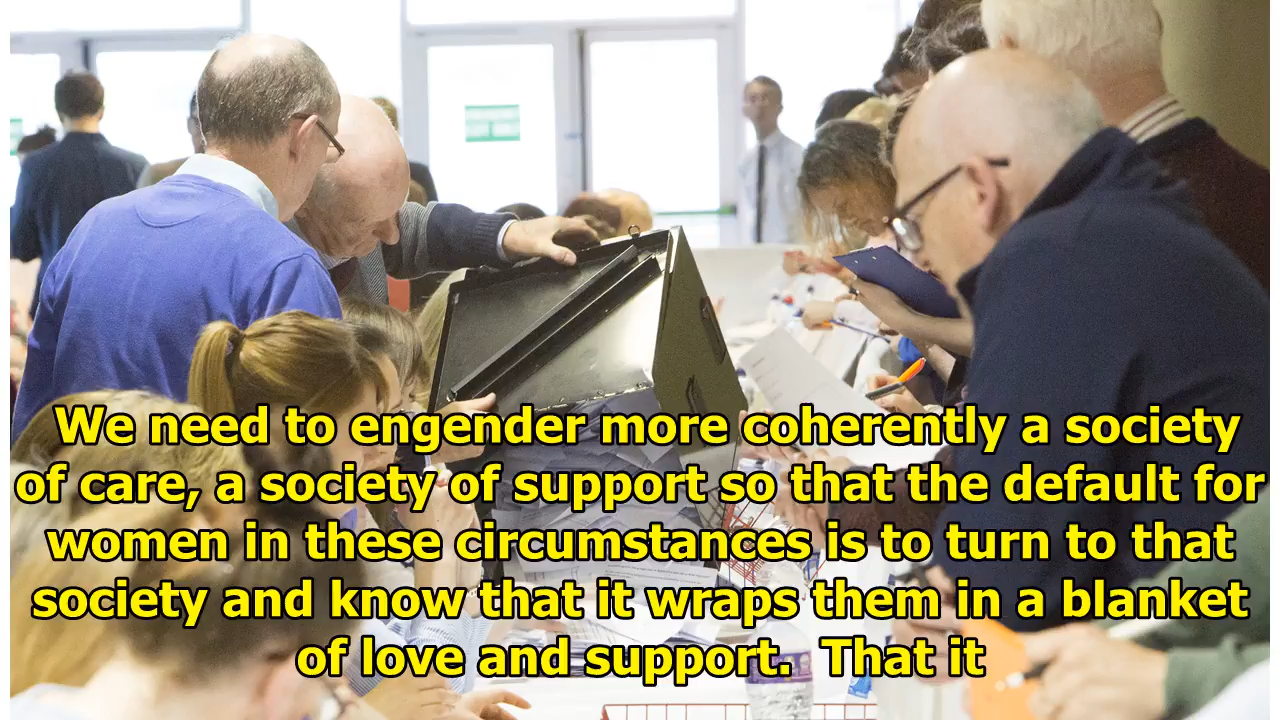 We need to engender more coherently a society
of care, a society of support so that the default for
women in these circumstances is to turn to that
society and know that it wraps them in a blanket
of love and support.  That it